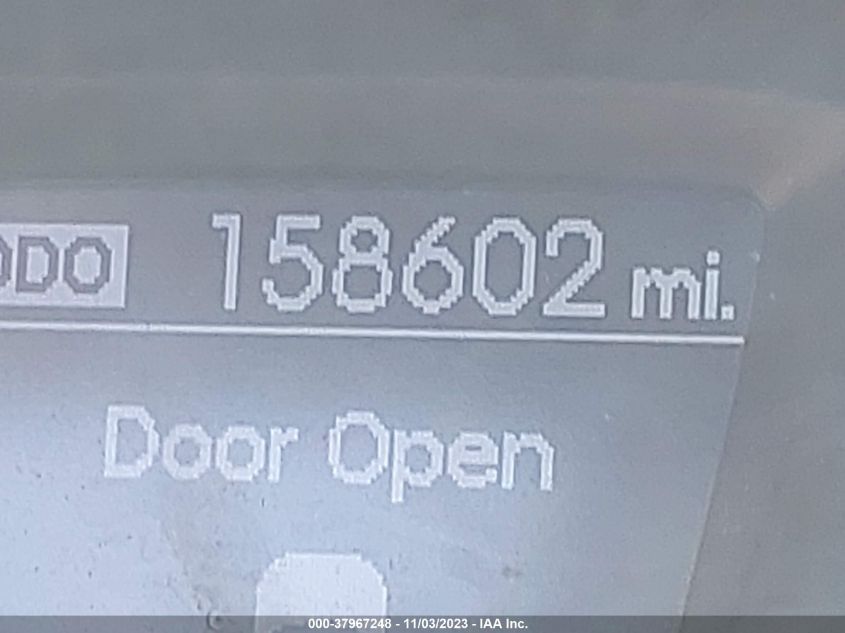 ODO 158602 mi.
Door Open
000-37967248 - 11/03/2023 - IAA Inc.